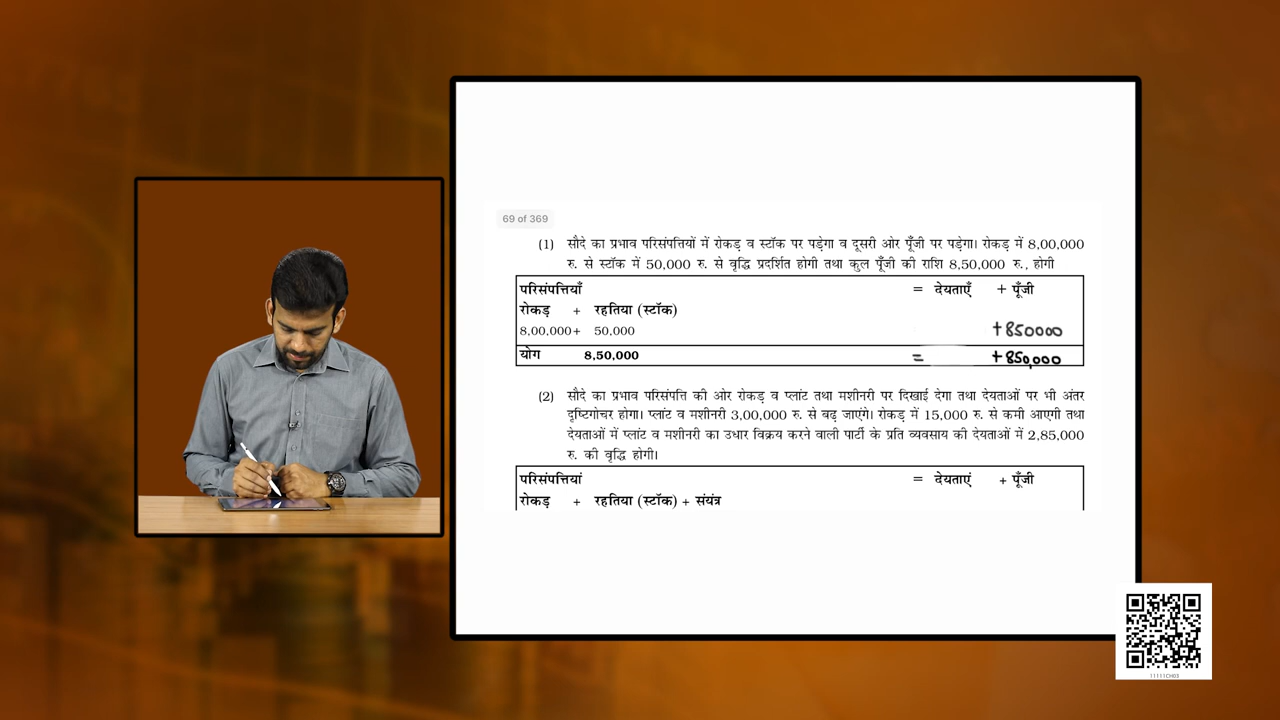 69 of 369
(1) सौदे का प्रभाव परिसंपत्तियों में रोकड़ व स्टॉक पर पड़ेगा व दूसरी ओर पूँजी पर पड़ेगा। रोकड़ में 8,00,000
रु. से स्टॉक में 50,000 रु. से वृद्धि प्रदर्शित होगी तथा कुल पूँजी की राशि 8,50,000 रु., होगी
परिसंपत्तियाँ = देयताएँ + पूँजी
रोकड़ + रहतिया (स्टॉक)
8,00,000+ 50,000 +850000
योग 8,50,000 = +850,000
(2) सौदे का प्रभाव परिसंपत्ति की ओर रोकड़ व प्लांट तथा मशीनरी पर दिखाई देगा तथा देयताओं पर भी अंतर
दृष्टिगोचर होगा। प्लांट व मशीनरी 3,00,000 रु. से बढ़ जाएंगे। रोकड़ में 15,000 रु. से कमी आएगी तथा
देयताओं में प्लांट व मशीनरी का उधार विक्रय करने वाली पार्टी के प्रति व्यवसाय की देयताओं में 2,85,000
रु. की वृद्धि होगी।
परिसंपत्तियां = देयताएं + पूँजी
रोकड़ + रहतिया (स्टॉक) + संयंत्र
11111CH03